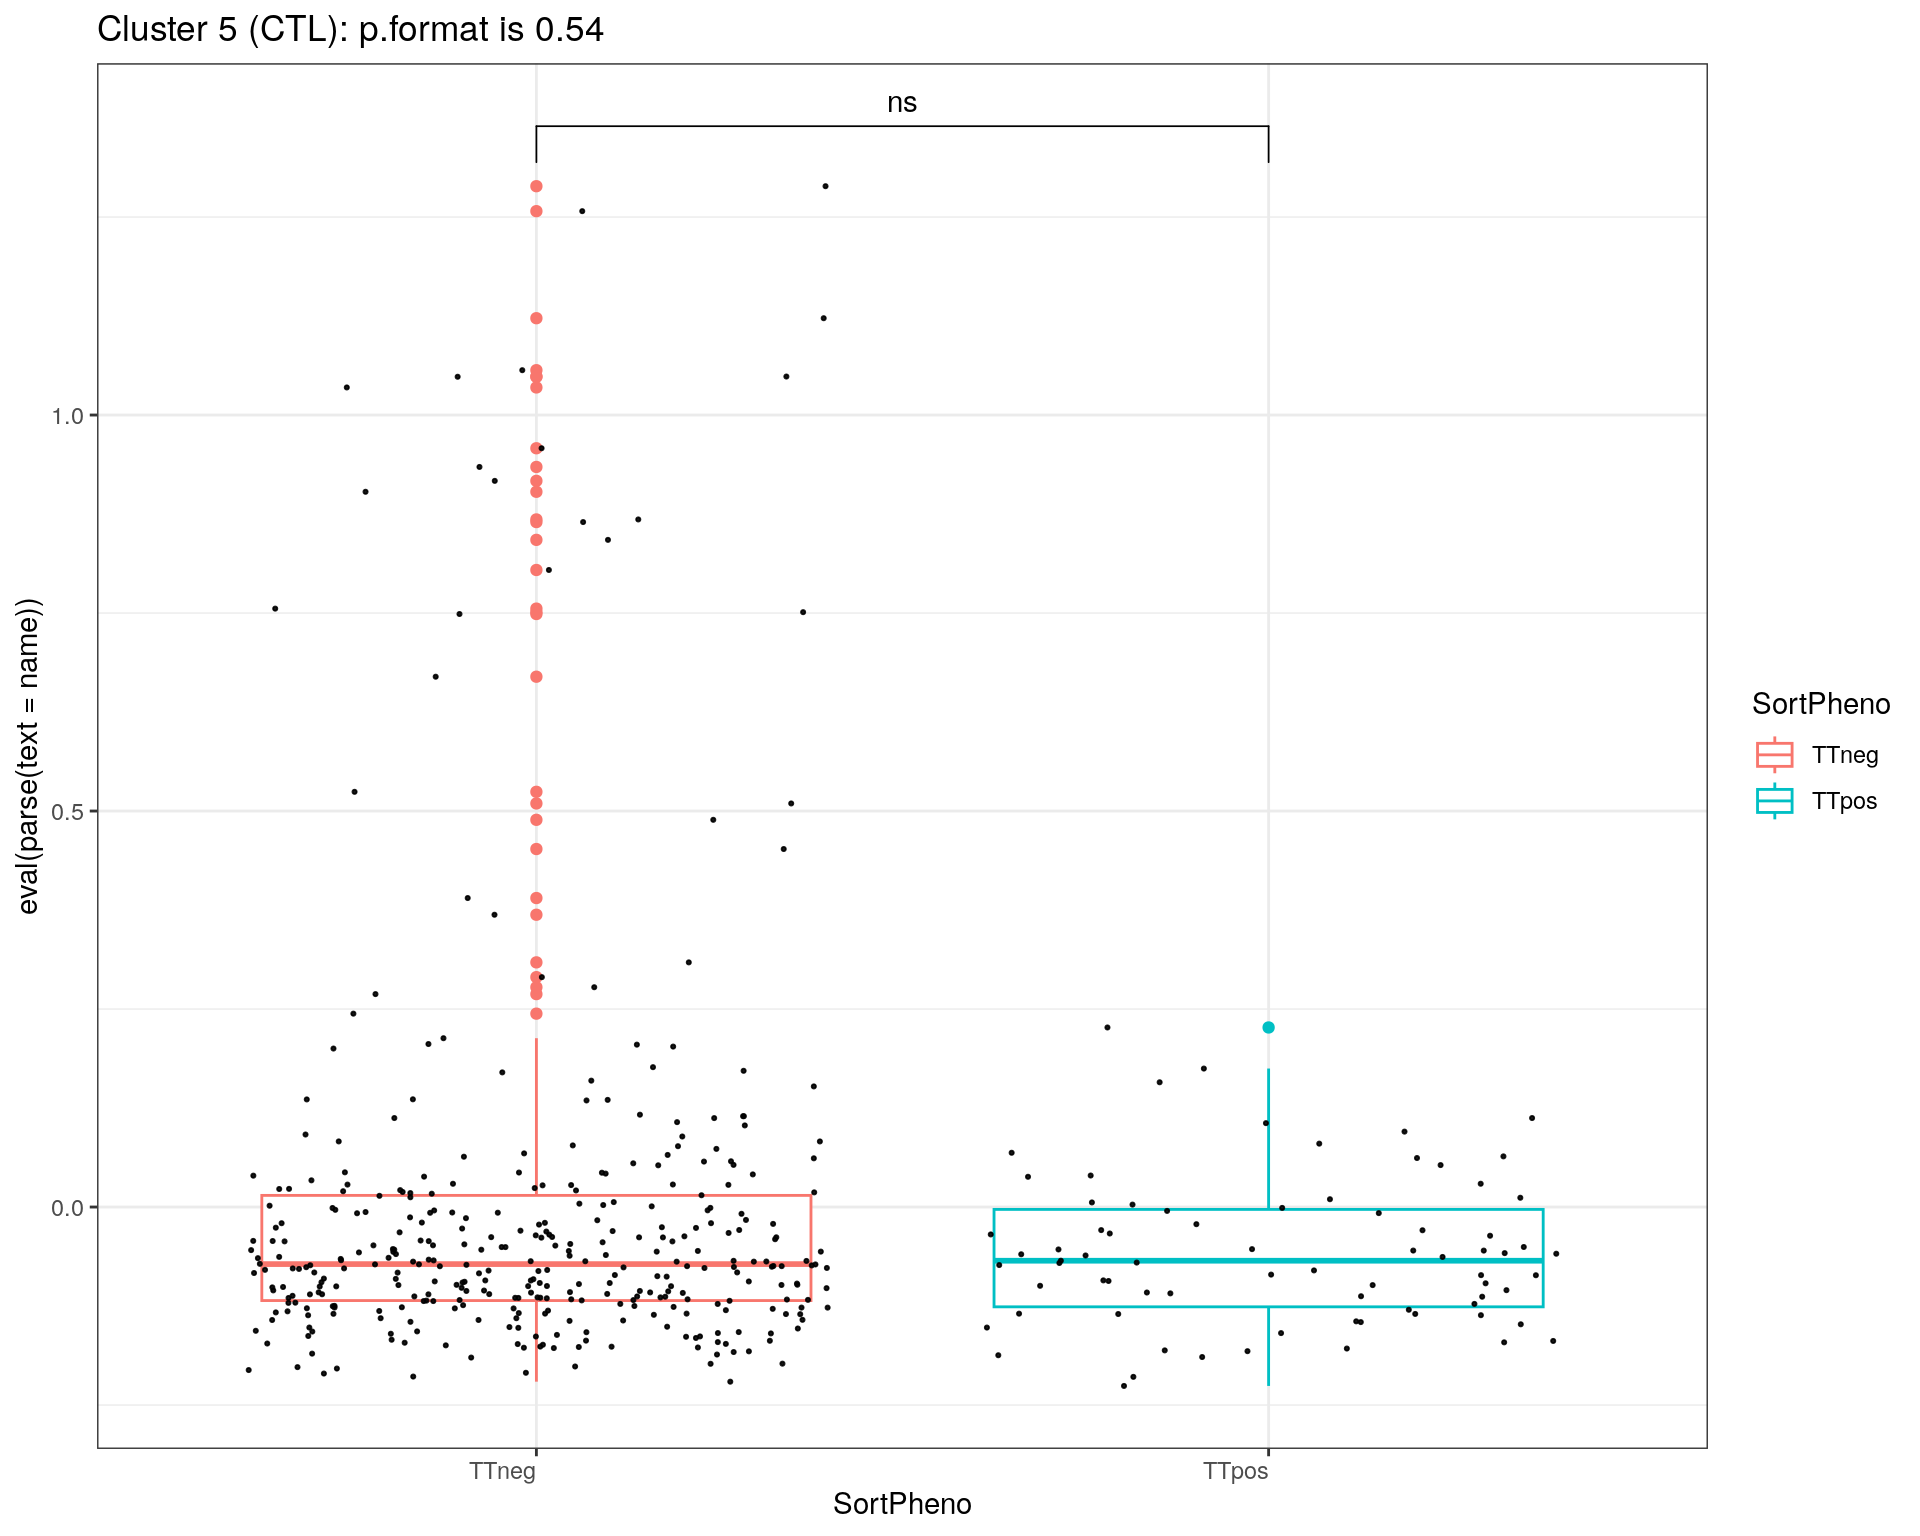 Cluster 5 (CTL): p.format is 0.54
ns
1.0
0.5
0.0
eval(parse(text = name))
SortPheno
TTneg
TTpos
TTneg
TTpos
SortPheno